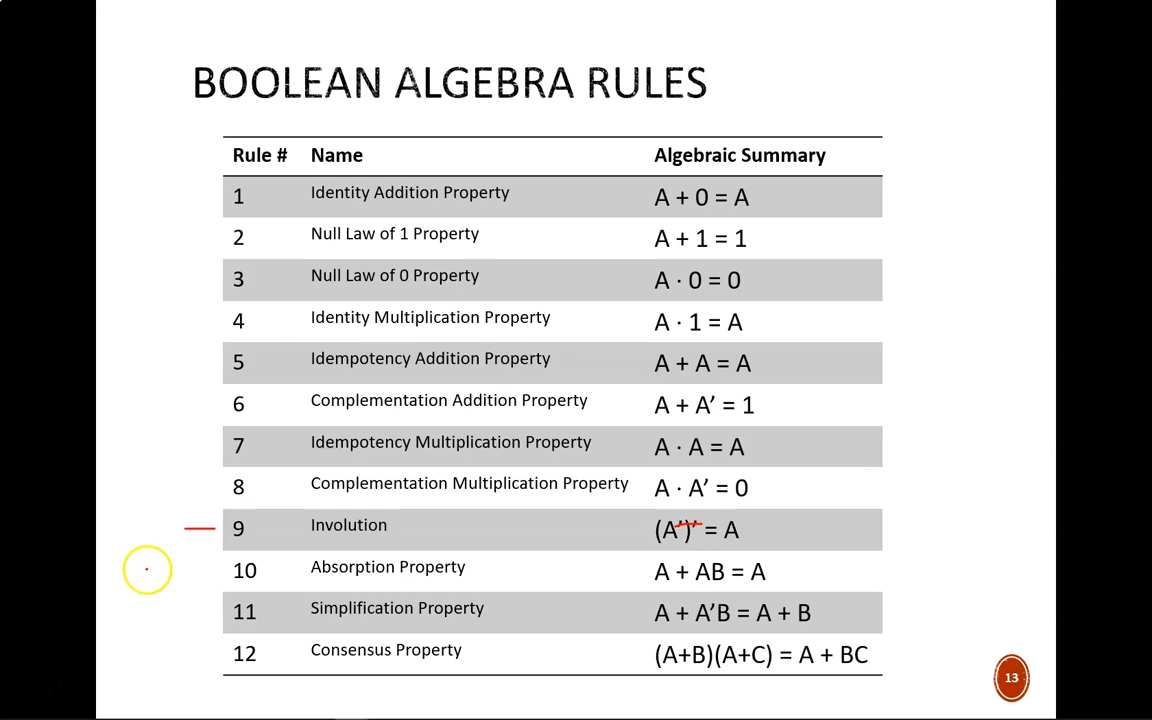 BOOLEAN ALGEBRA RULES
Rule # Name Algebraic Summary
1 Identity Addition Property A + 0 = A
2 Null Law of 1 Property A + 1 = 1
3 Null Law of 0 Property A · 0 = 0
4 Identity Multiplication Property A · 1 = A
5 Idempotency Addition Property A + A = A
6 Complementation Addition Property A + A’ = 1
7 Idempotency Multiplication Property A · A = A
8 Complementation Multiplication Property A · A’ = 0
9 Involution (A’)’ = A
10 Absorption Property A + AB = A
11 Simplification Property A + A’B = A + B
12 Consensus Property (A+B)(A+C) = A + BC
13